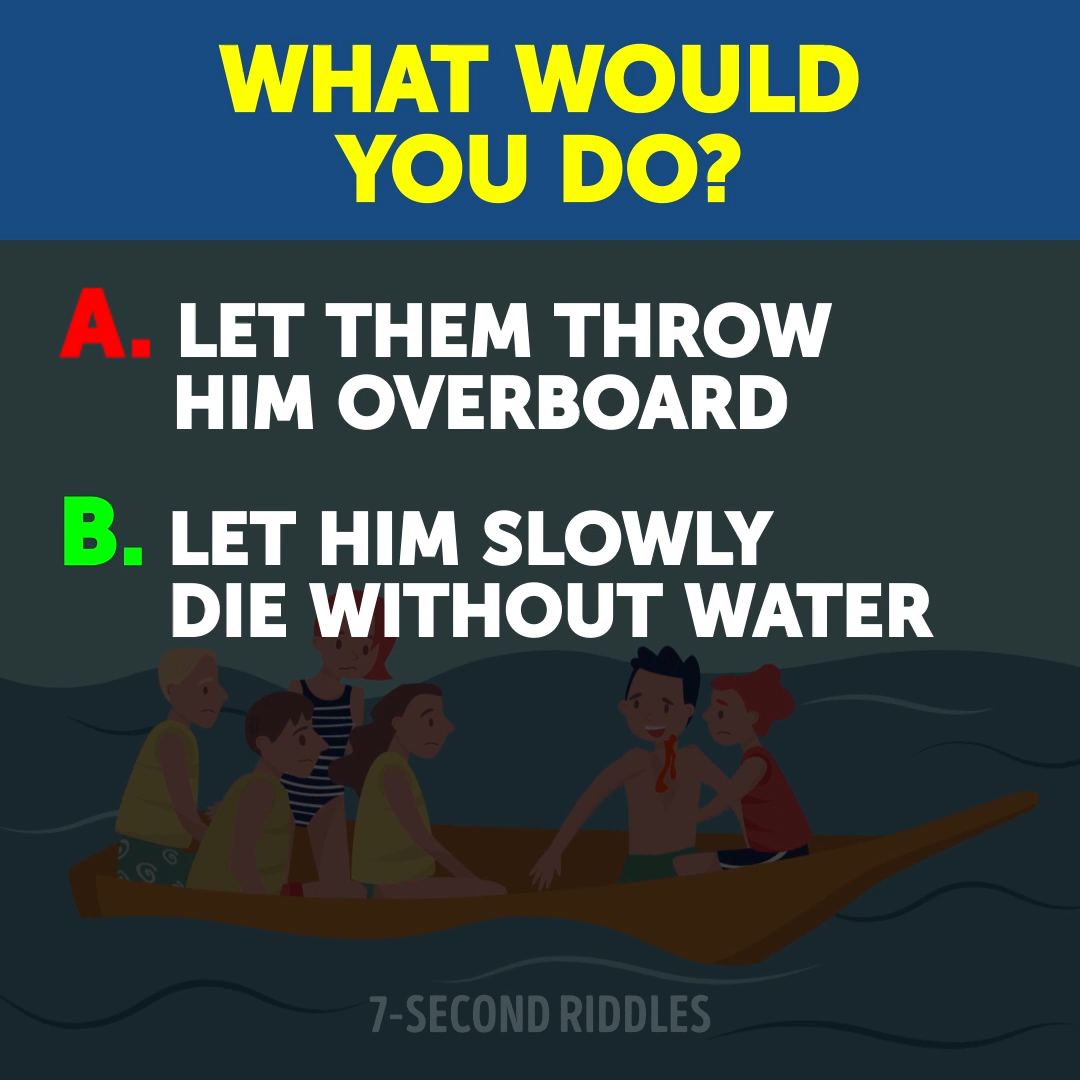 WHAT WOULD
YOU DO?
A. LET THEM THROW
HIM OVERBOARD
B. LET HIM SLOWLY
DIE WITHOUT WATER
7-SECOND RIDDLES